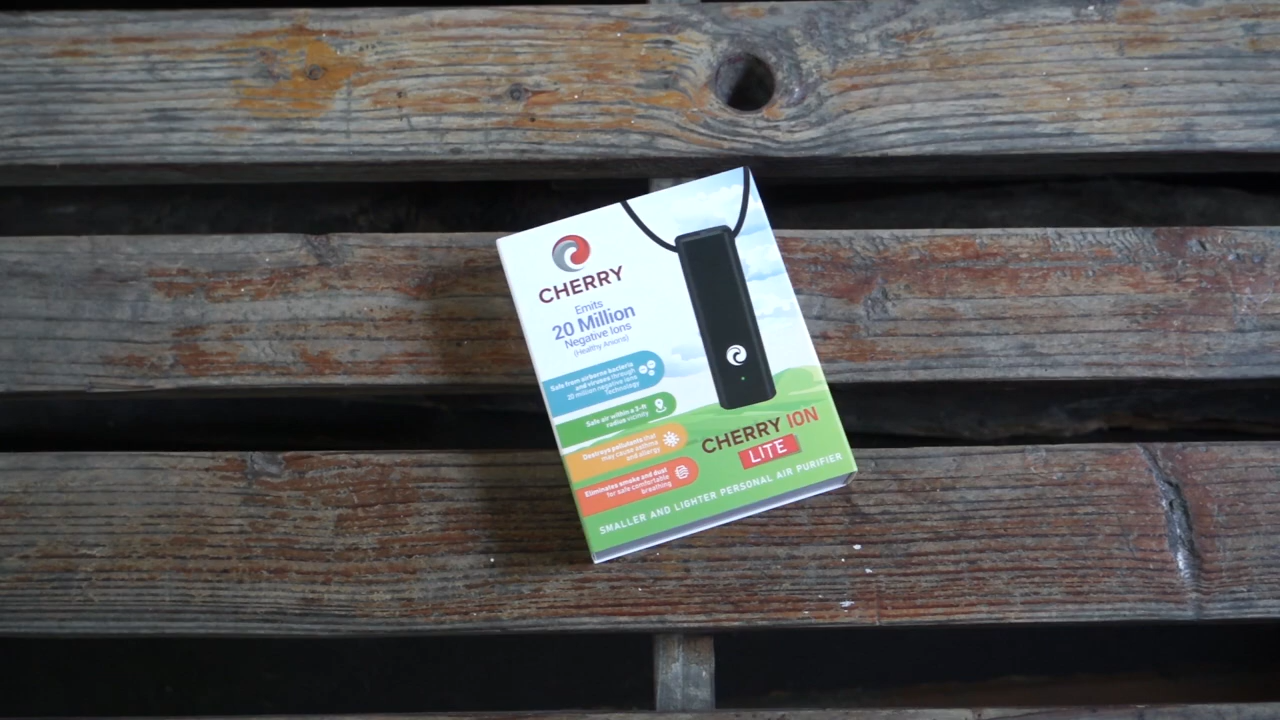 CHERRY
Emits
20 Million
Negative Ions
(Healthy Anions)
Safe from airborne bacteria
and viruses through
20 million negative ions
Technology
Safe air within a 3-ft
radius vicinity
Destroys pollutants that
may cause asthma
and allergy
Eliminates smoke and dust
for safe comfortable
breathing
CHERRY ION
LITE
SMALLER AND LIGHTER PERSONAL AIR PURIFIER